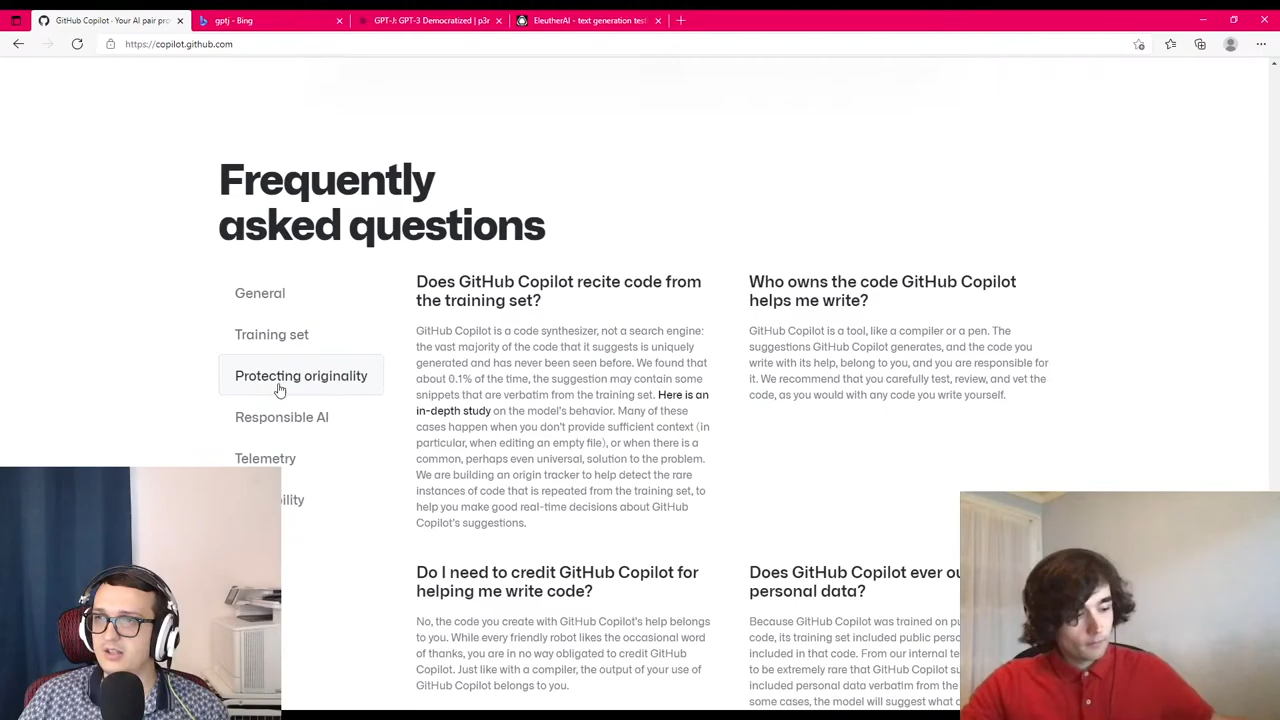 GitHub Copilot · Your AI pair pro
gptj - Bing
GPT-J: GPT-3 Democratized | p3r
EleutherAI - text generation test
https://copilot.github.com
Frequently
asked questions
General
Training set
Protecting originality
Responsible AI
Telemetry
bility
Does GitHub Copilot recite code from
the training set?
GitHub Copilot is a code synthesizer, not a search engine:
the vast majority of the code that it suggests is uniquely
generated and has never been seen before. We found that
about 0.1% of the time, the suggestion may contain some
snippets that are verbatim from the training set. Here is an
in-depth study on the model's behavior. Many of these
cases happen when you don't provide sufficient context (in
particular, when editing an empty file), or when there is a
common, perhaps even universal, solution to the problem.
We are building an origin tracker to help detect the rare
instances of code that is repeated from the training set, to
help you make good real-time decisions about GitHub
Copilot's suggestions.
Who owns the code GitHub Copilot
helps me write?
GitHub Copilot is a tool, like a compiler or a pen. The
suggestions GitHub Copilot generates, and the code you
write with its help, belong to you, and you are responsible for
it. We recommend that you carefully test, review, and vet the
code, as you would with any code you write yourself.
Do I need to credit GitHub Copilot for
helping me write code?
No, the code you create with GitHub Copilot's help belongs
to you. While every friendly robot likes the occasional word
of thanks, you are in no way obligated to credit GitHub
Copilot. Just like with a compiler, the output of your use of
GitHub Copilot belongs to you.
Does GitHub Copilot ever ou
personal data?
Because GitHub Copilot was trained on pu
code, its training set included public perso
included in that code. From our internal te
to be extremely rare that GitHub Copilot su
included personal data verbatim from the
some cases, the model will suggest what a